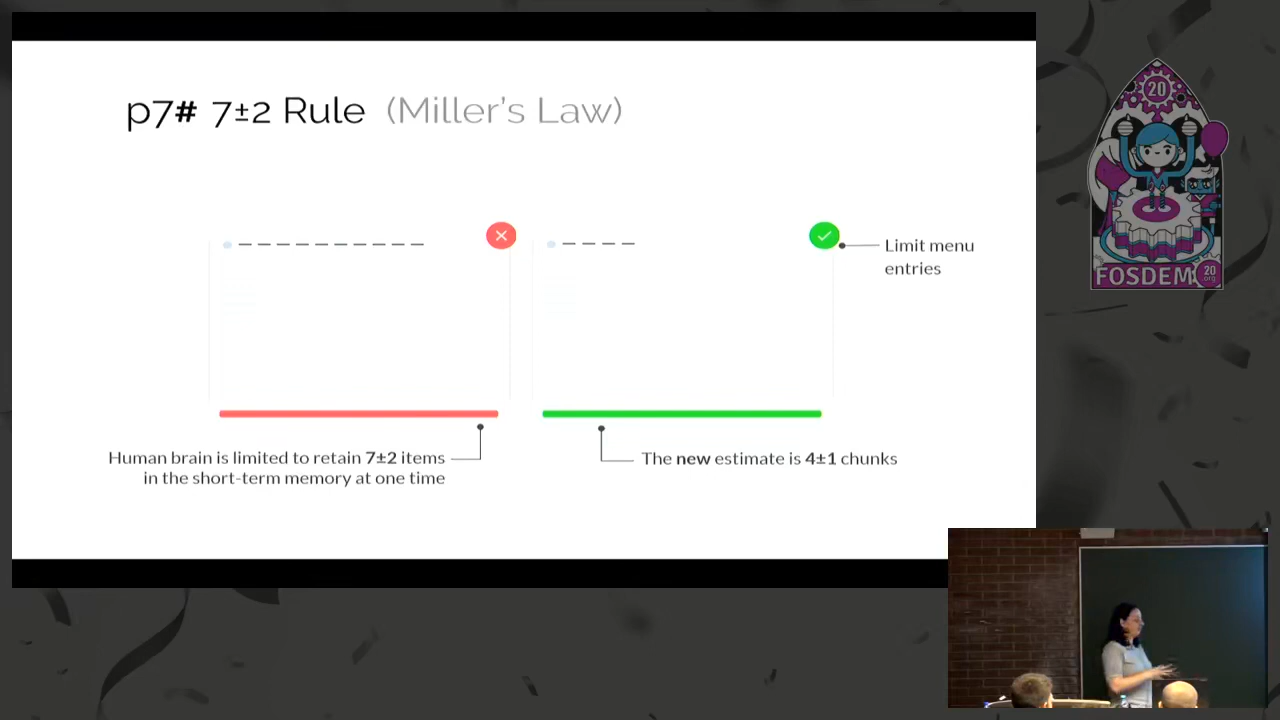 p7# 7±2 Rule (Miller's Law)
Limit menu
entries
Human brain is limited to retain 7±2 items
in the short-term memory at one time
The new estimate is 4±1 chunks
20
FOSDEM
20
.org